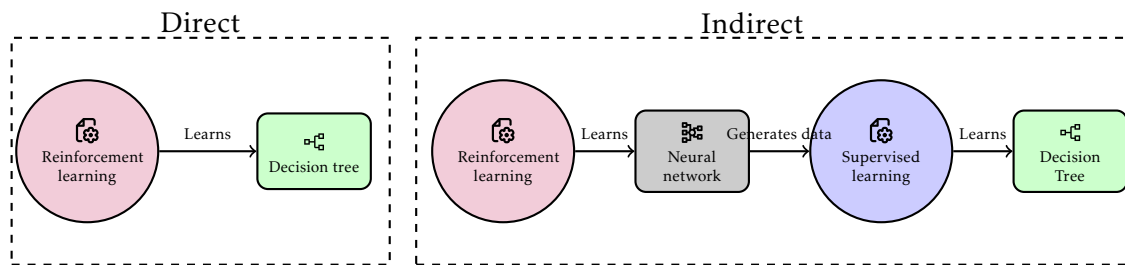 Direct
Reinforcement
learning
Learns
Decision tree
Indirect
Reinforcement
learning
Learns
Neural
network
Generates data
Supervised
learning
Learns
Decision
Tree